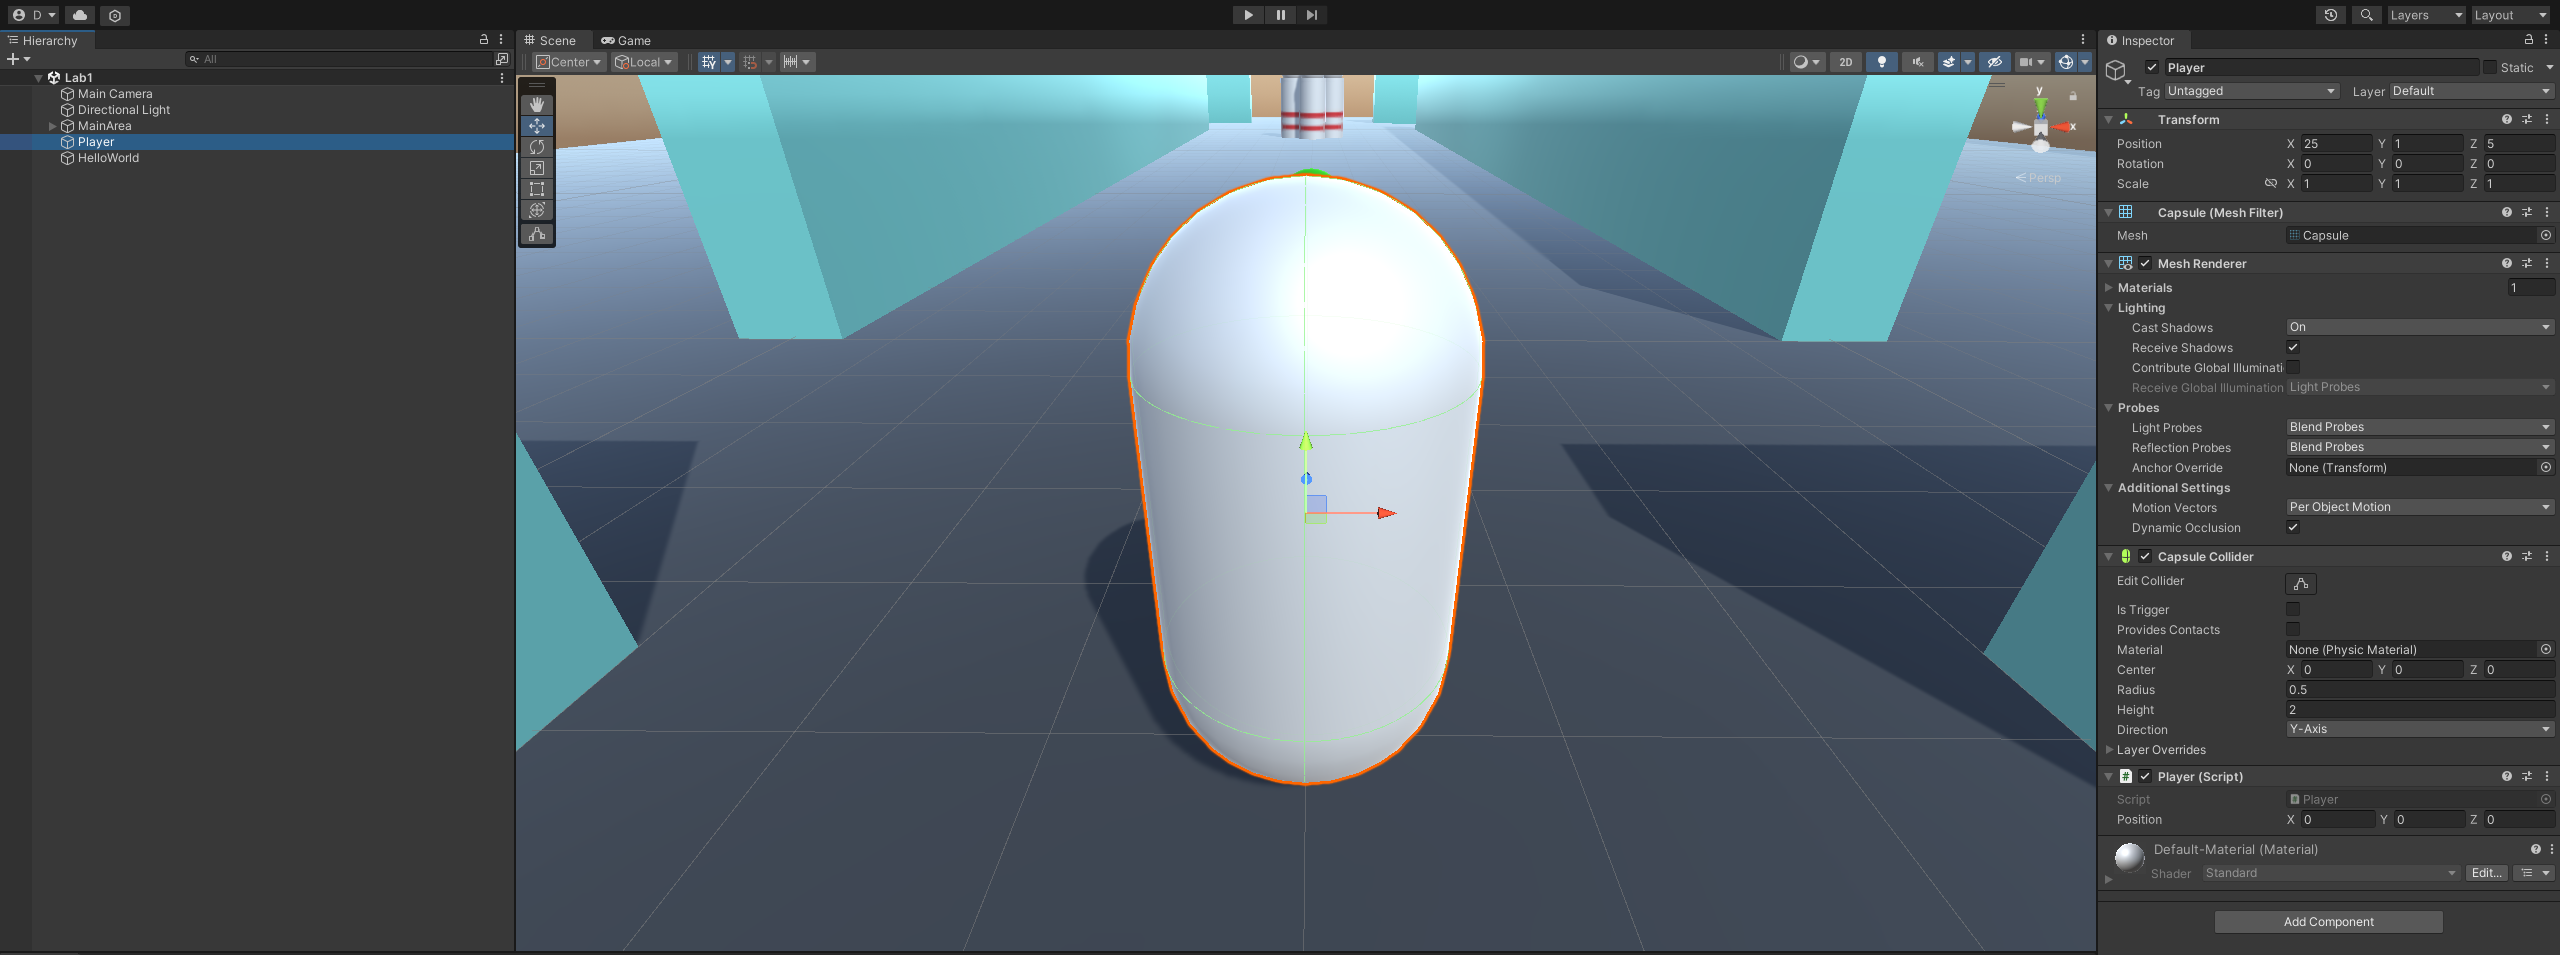 D
Layers
Layout
Hierarchy
All
Lab1
Main Camera
Directional Light
MainArea
Player
HelloWorld
Scene
Game
Center
Local
2D
y
x
Persp
Inspector
Player
Static
Tag Untagged
Layer Default
Transform
Position X 25 Y 1 Z 5
Rotation X 0 Y 0 Z 0
Scale X 1 Y 1 Z 1
Capsule (Mesh Filter)
Mesh Capsule
Mesh Renderer
Materials 1
Lighting
Cast Shadows On
Receive Shadows
Contribute Global Illuminati
Receive Global Illumination Light Probes
Probes
Light Probes Blend Probes
Reflection Probes Blend Probes
Anchor Override None (Transform)
Additional Settings
Motion Vectors Per Object Motion
Dynamic Occlusion
Capsule Collider
Edit Collider
Is Trigger
Provides Contacts
Material None (Physic Material)
Center X 0 Y 0 Z 0
Radius 0.5
Height 2
Direction Y-Axis
Layer Overrides
# Player (Script)
Script Player
Position X 0 Y 0 Z 0
Default-Material (Material)
Shader Standard Edit...
Add Component